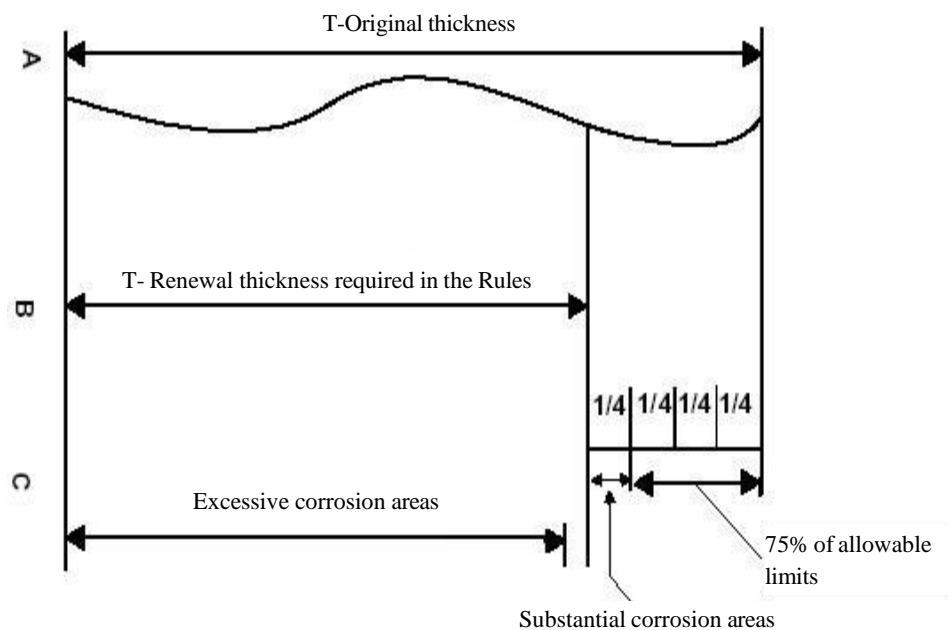 T-Original thickness
A
T- Renewal thickness required in the Rules
B
1/4 1/4 1/4 1/4
C
Excessive corrosion areas
75% of allowable
limits
Substantial corrosion areas